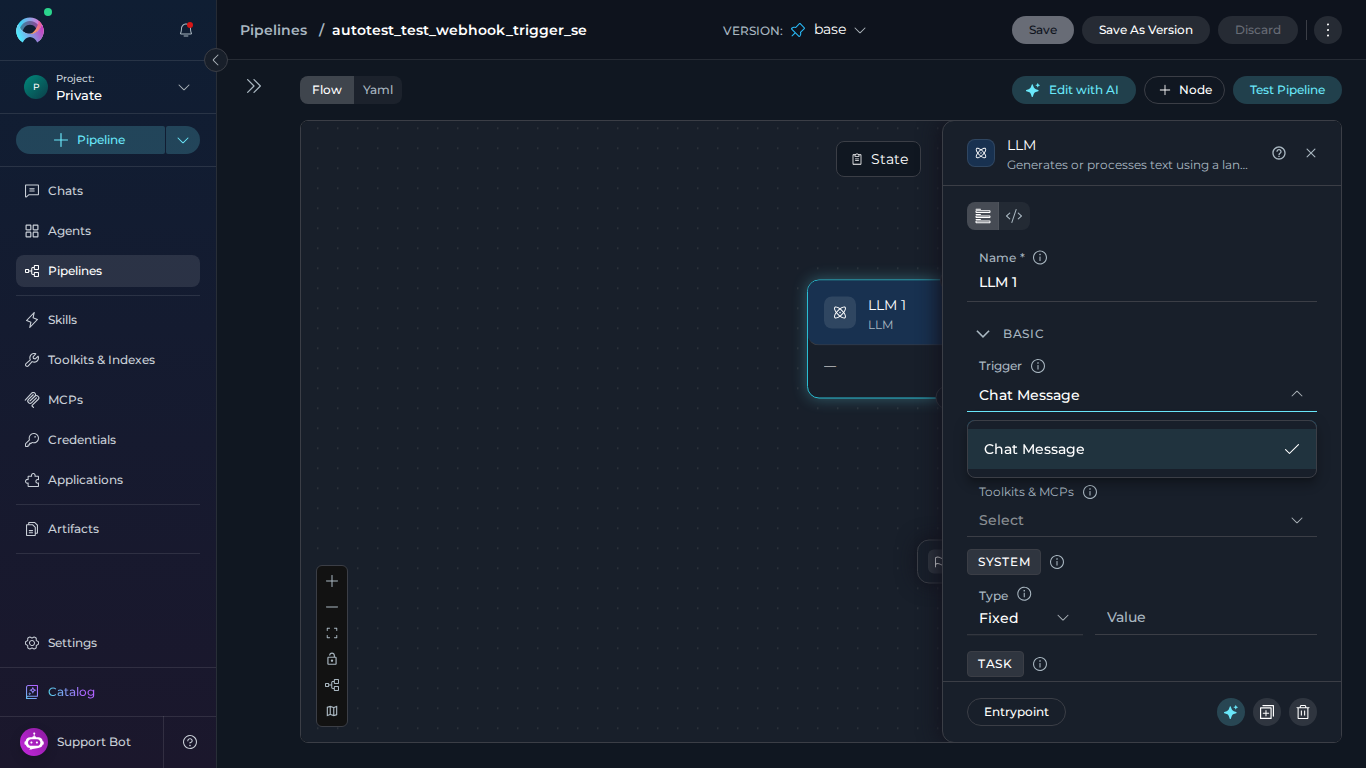 Pipelines / autotest_test_webhook_trigger_se
VERSION: base
Save
Save As Version
Discard
Project:
P
Private
Pipeline
Chats
Agents
Pipelines
Skills
Toolkits & Indexes
MCPs
Credentials
Applications
Artifacts
Settings
Catalog
Support Bot
Flow
Yaml
Edit with AI
Node
Test Pipeline
State
LLM 1
LLM
—
LLM
Generates or processes text using a lan...
Name *
LLM 1
BASIC
Trigger
Chat Message
Chat Message
Toolkits & MCPs
Select
SYSTEM
Type
Fixed
Value
TASK
Entrypoint